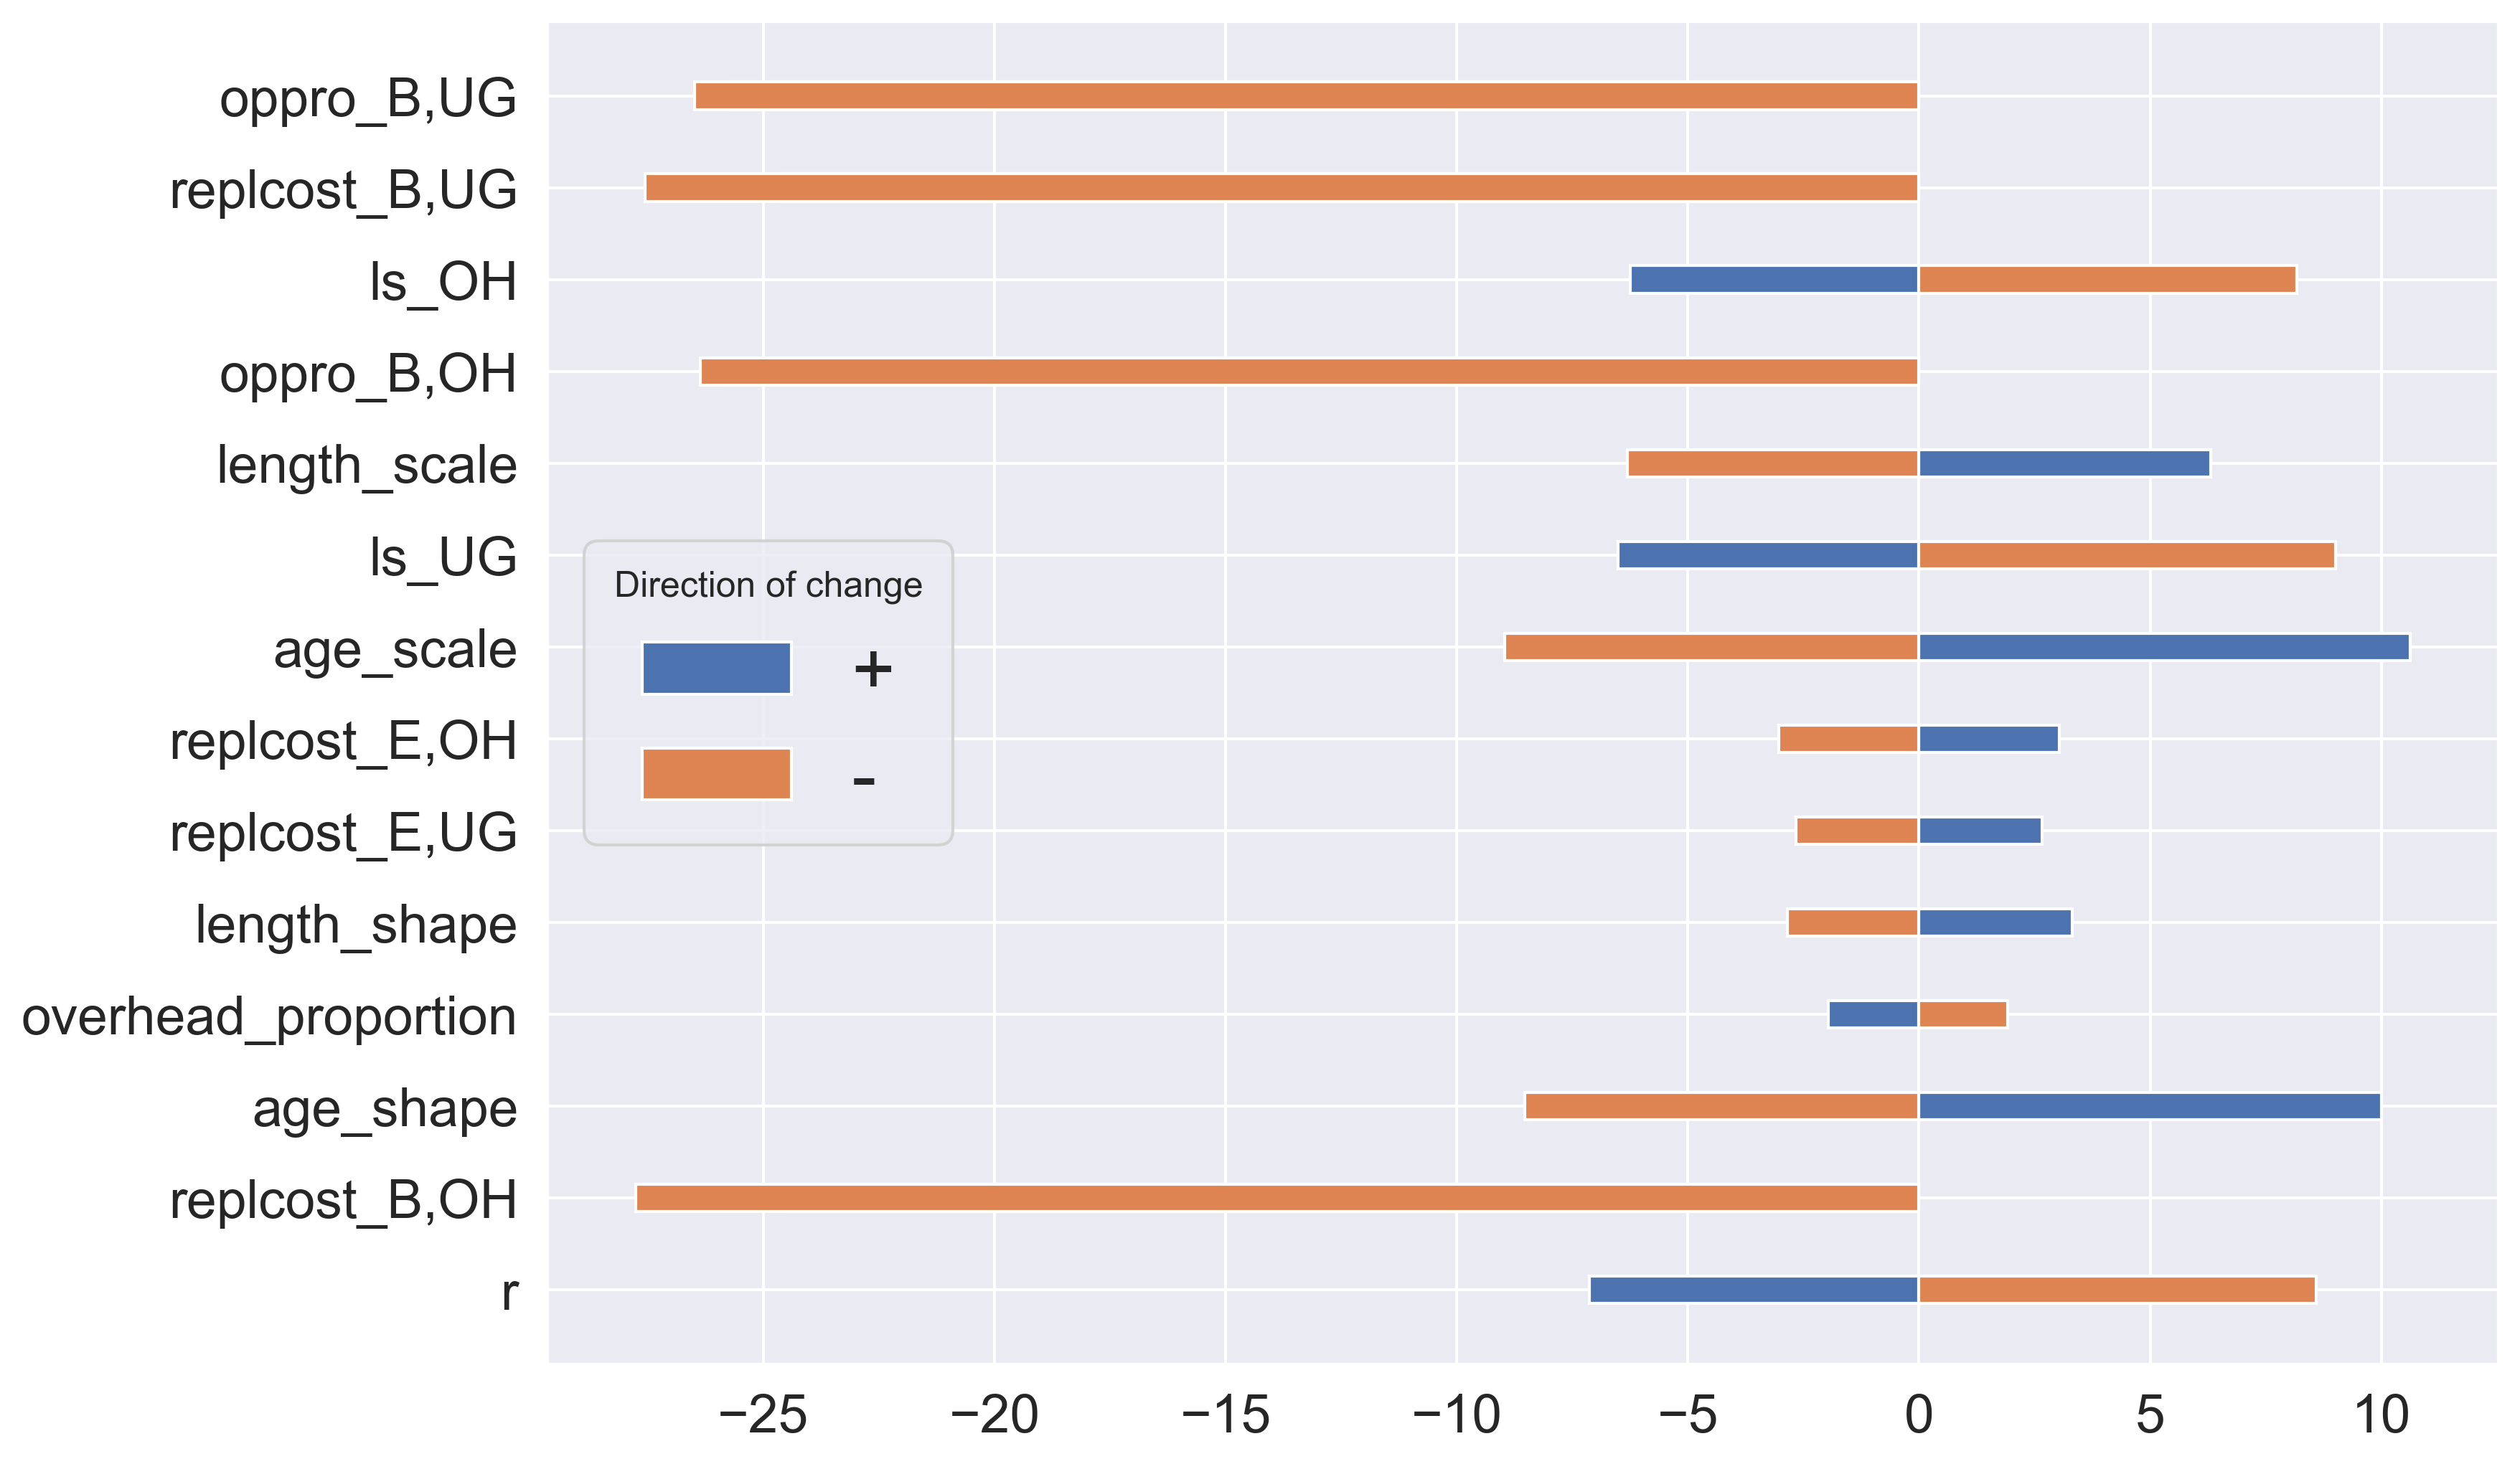 oppro_B,UG
replcost_B,UG
ls_OH
oppro_B,OH
length_scale
ls_UG
age_scale
replcost_E,OH
replcost_E,UG
length_shape
overhead_proportion
age_shape
replcost_B,OH
r
Direction of change
+
-
−25 −20 −15 −10 −5 0 5 10